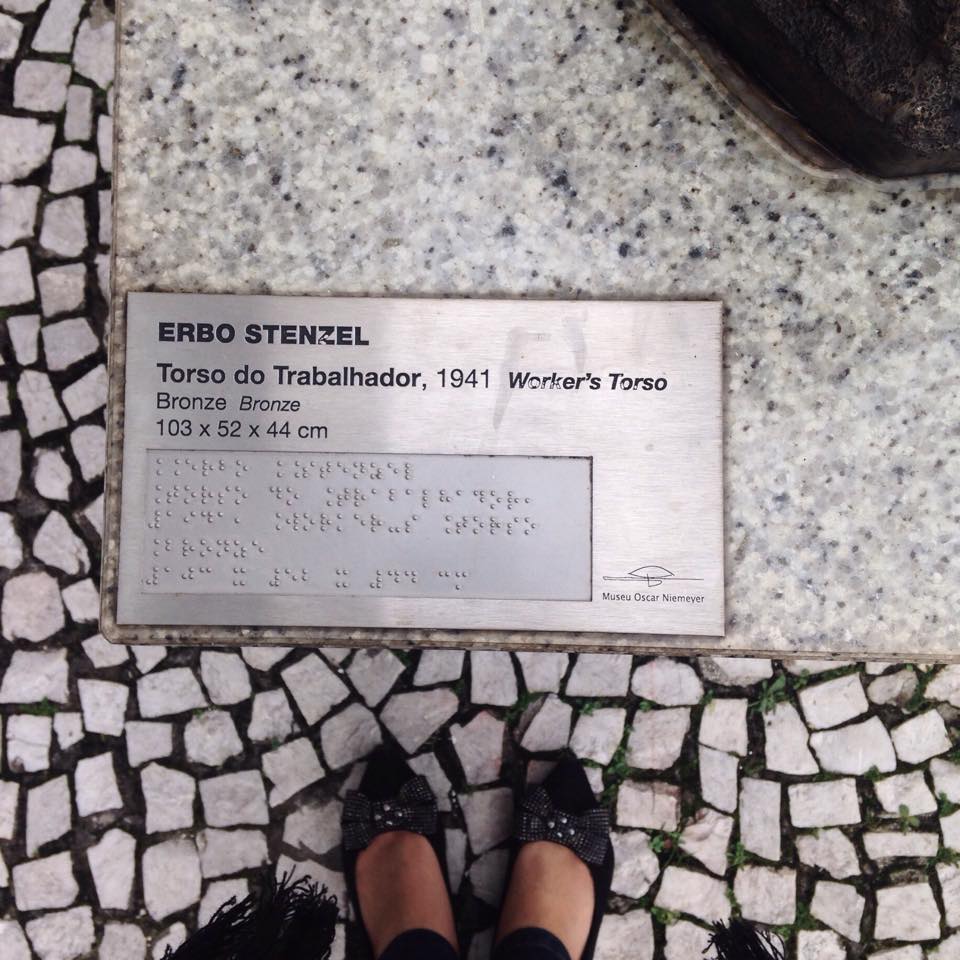 ERBO STENZEL
Torso do Trabalhador, 1941 Worker's Torso
Bronze Bronze
103 x 52 x 44 cm
Museu Oscar Niemeyer